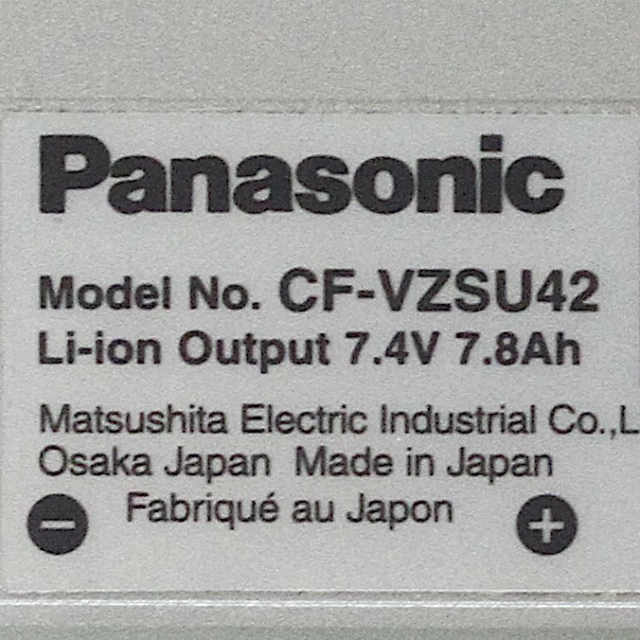 Panasonic
Model No. CF-VZSU42
Li-ion Output 7.4V 7.8Ah
Matsushita Electric Industrial Co.,L
Osaka Japan Made in Japan
Fabriqué au Japon